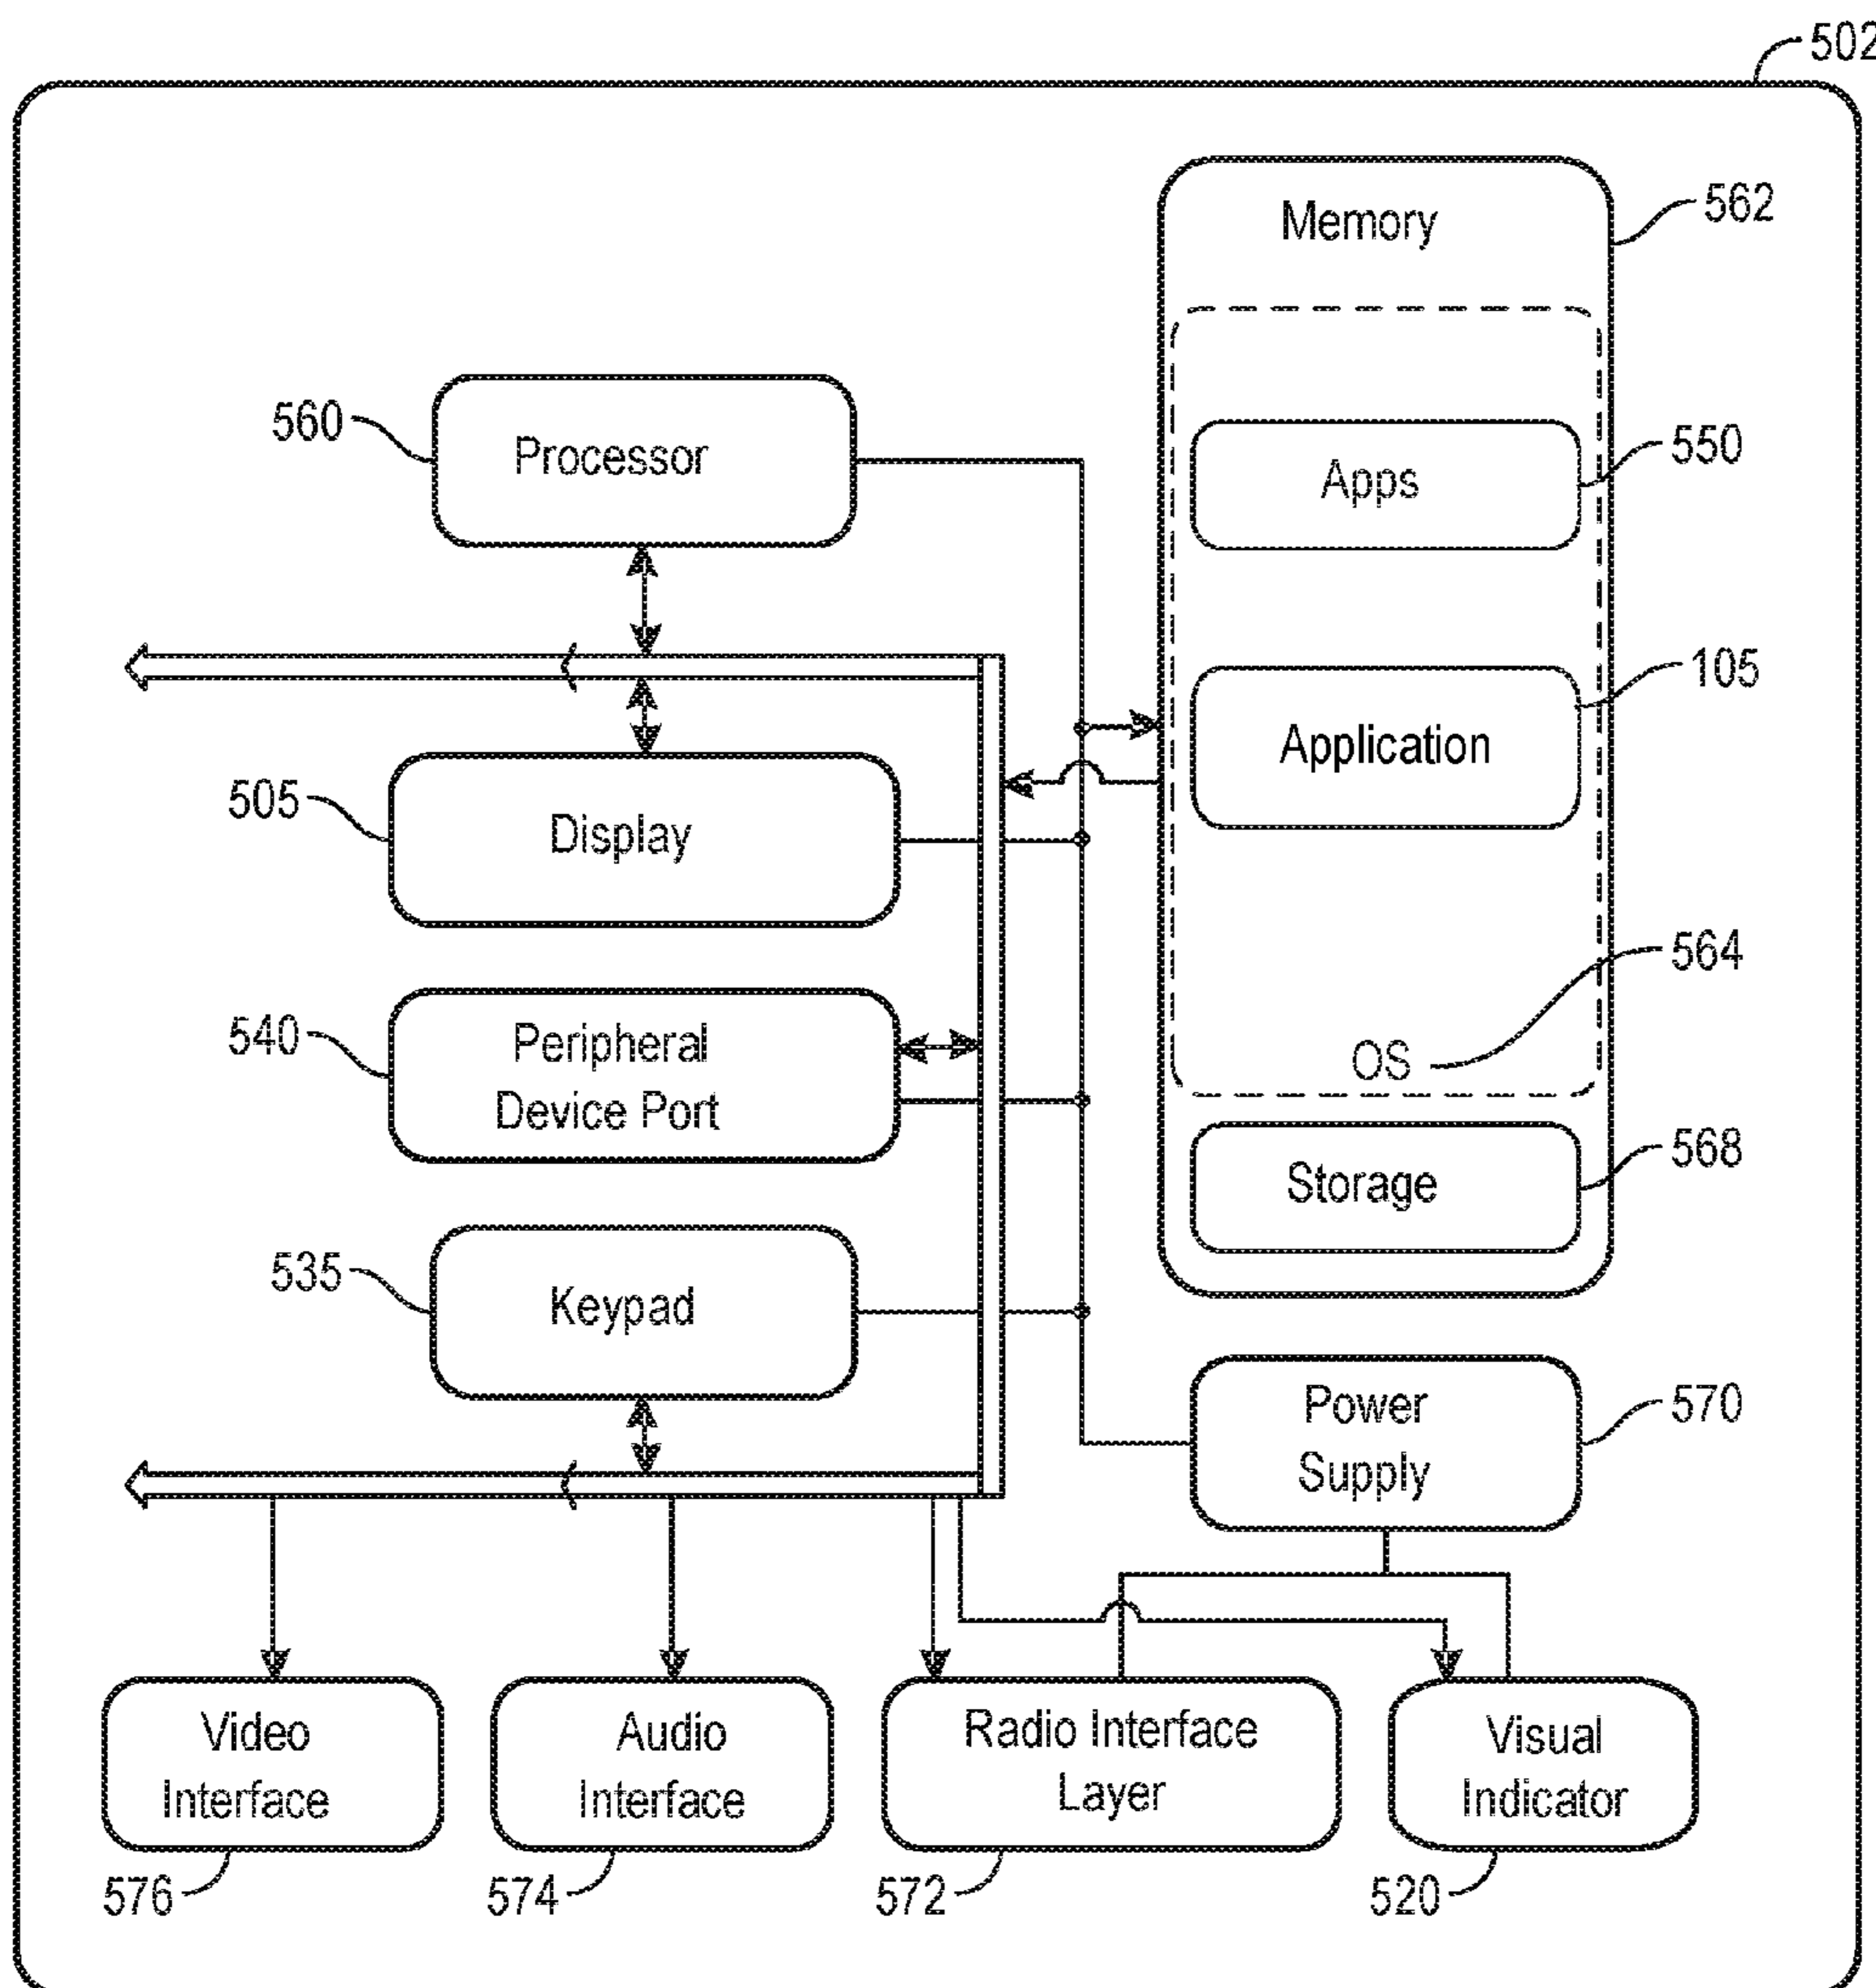 502
Memory
562
560
Processor
Apps
550
105
Application
505
Display
564
540
Peripheral
Device Port
OS
568
Storage
535
Keypad
Power
Supply
570
Video
Interface
Audio
Interface
Radio Interface
Layer
Visual
Indicator
576
574
572
520